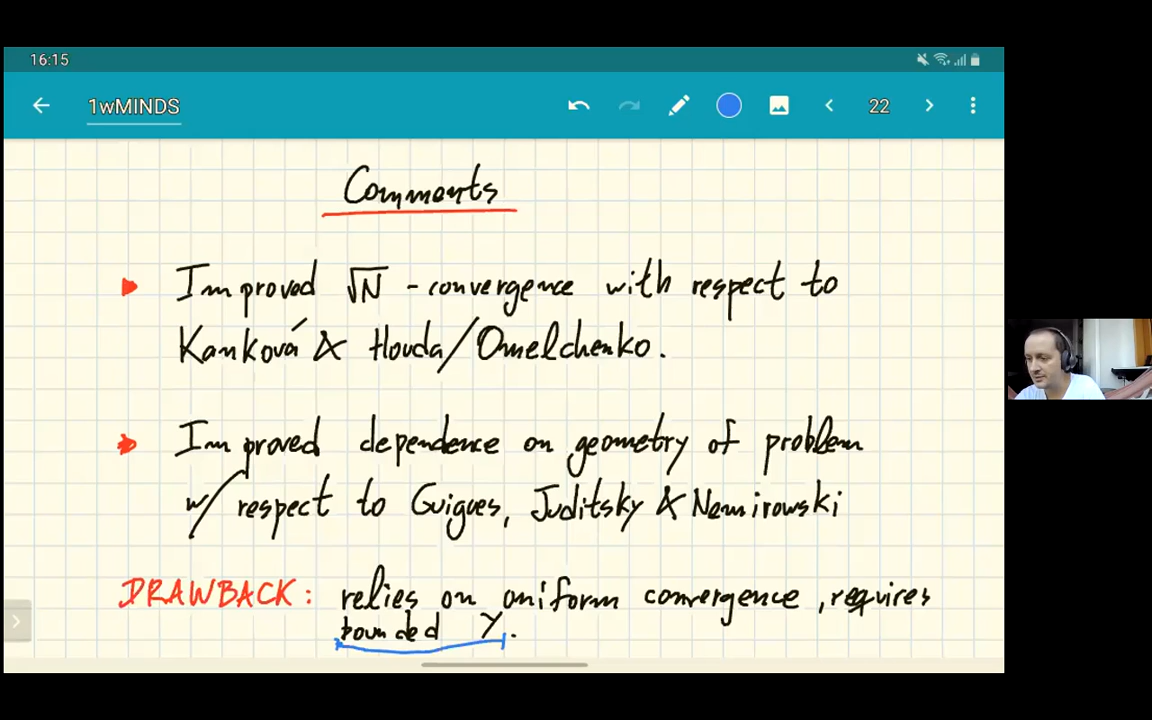 16:15
1wMINDS
22
Comments
Improved √N - convergence with respect to
Kanková & Houda/Omelchenko.
Improved dependence on geometry of problem
w/ respect to Guigues, Juditsky & Nemirowski
DRAWBACK: relies on uniform convergence, requires
bounded Y.